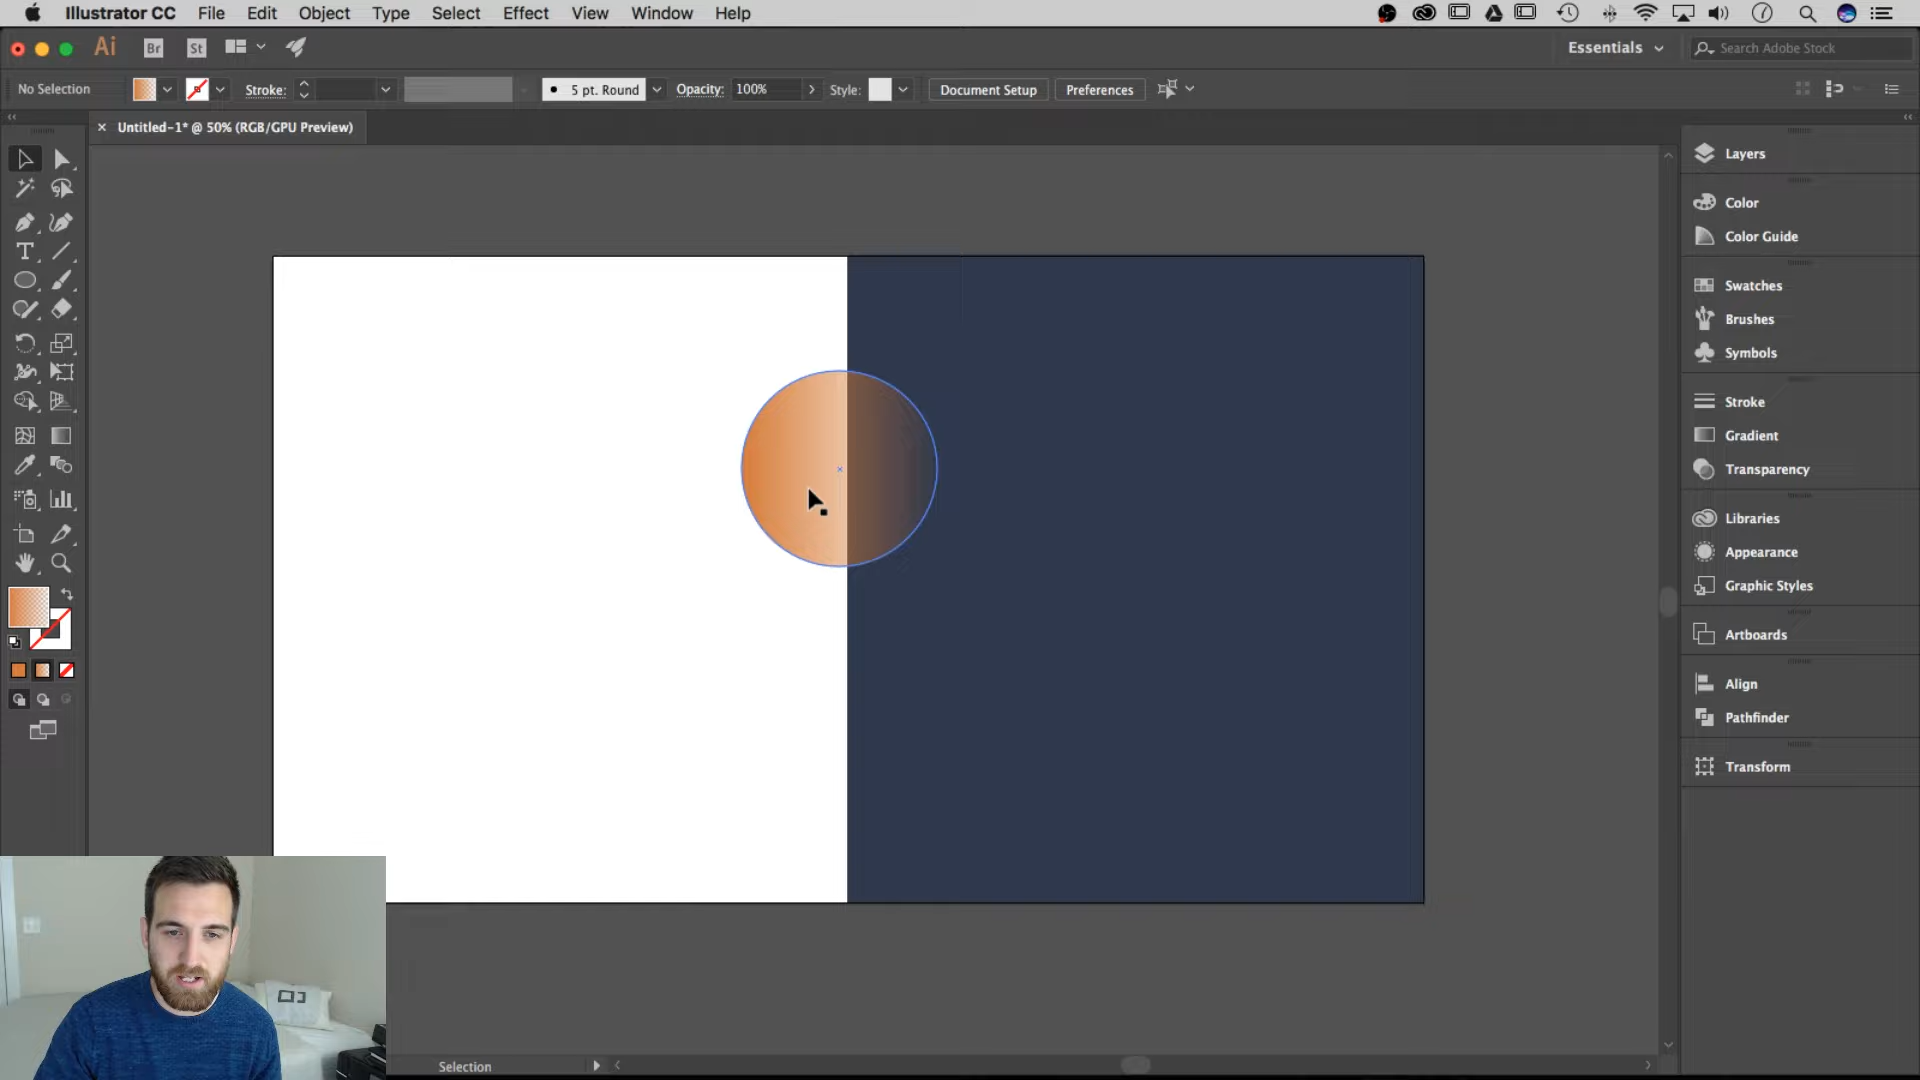 Illustrator CC File Edit Object Type Select Effect View Window Help
Ai Br St Essentials Search Adobe Stock
No Selection Stroke: 5 pt. Round Opacity: 100% Style: Document Setup Preferences
× Untitled-1* @ 50% (RGB/GPU Preview)
Layers
Color
Color Guide
Swatches
Brushes
Symbols
Stroke
Gradient
Transparency
Libraries
Appearance
Graphic Styles
Artboards
Align
Pathfinder
Transform
Selection